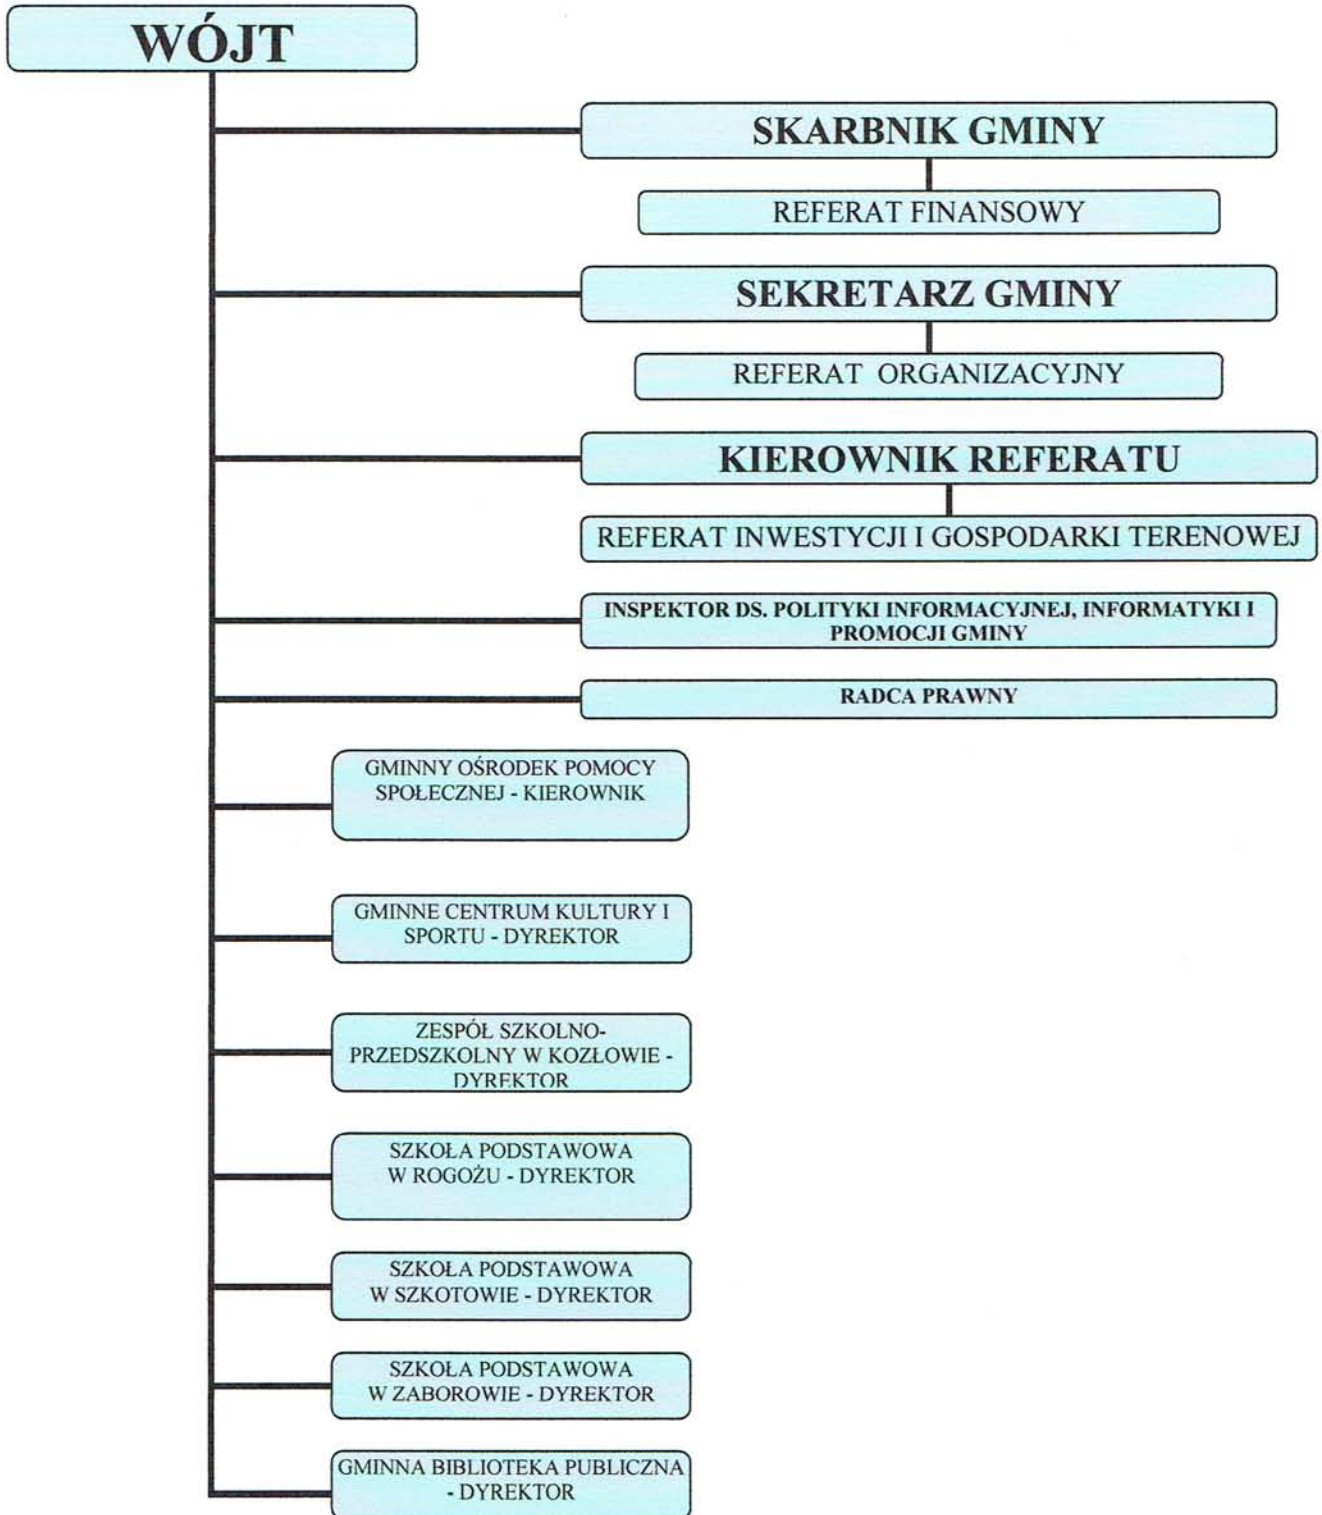 WÓJT
SKARBNIK GMINY
REFERAT FINANSOWY
SEKRETARZ GMINY
REFERAT ORGANIZACYJNY
KIEROWNIK REFERATU
REFERAT INWESTYCJI I GOSPODARKI TERENOWEJ
INSPEKTOR DS. POLITYKI INFORMACYJNEJ, INFORMATYKI I
PROMOCJI GMINY
RADCA PRAWNY
GMINNY OŚRODEK POMOCY
SPOŁECZNEJ - KIEROWNIK
GMINNE CENTRUM KULTURY I
SPORTU - DYREKTOR
ZESPÓŁ SZKOLNO-
PRZEDSZKOLNY W KOZŁOWIE -
DYREKTOR
SZKOŁA PODSTAWOWA
W ROGOŻU - DYREKTOR
SZKOŁA PODSTAWOWA
W SZKOTOWIE - DYREKTOR
SZKOŁA PODSTAWOWA
W ZABOROWIE - DYREKTOR
GMINNA BIBLIOTEKA PUBLICZNA
- DYREKTOR